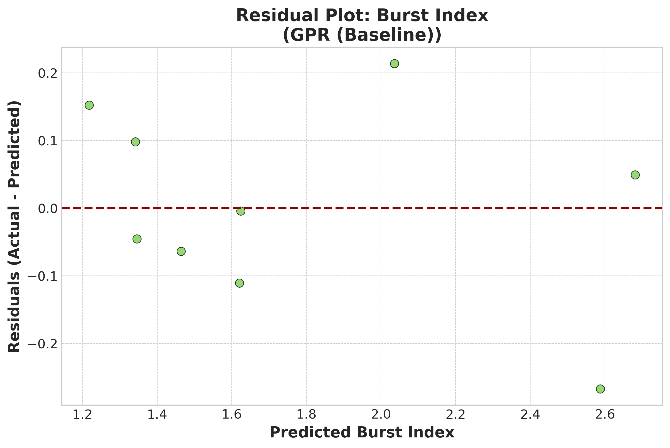 Residual Plot: Burst Index
(GPR (Baseline))
Residuals (Actual - Predicted)
0.2
0.1
0.0
−0.1
−0.2
1.2 1.4 1.6 1.8 2.0 2.2 2.4 2.6
Predicted Burst Index